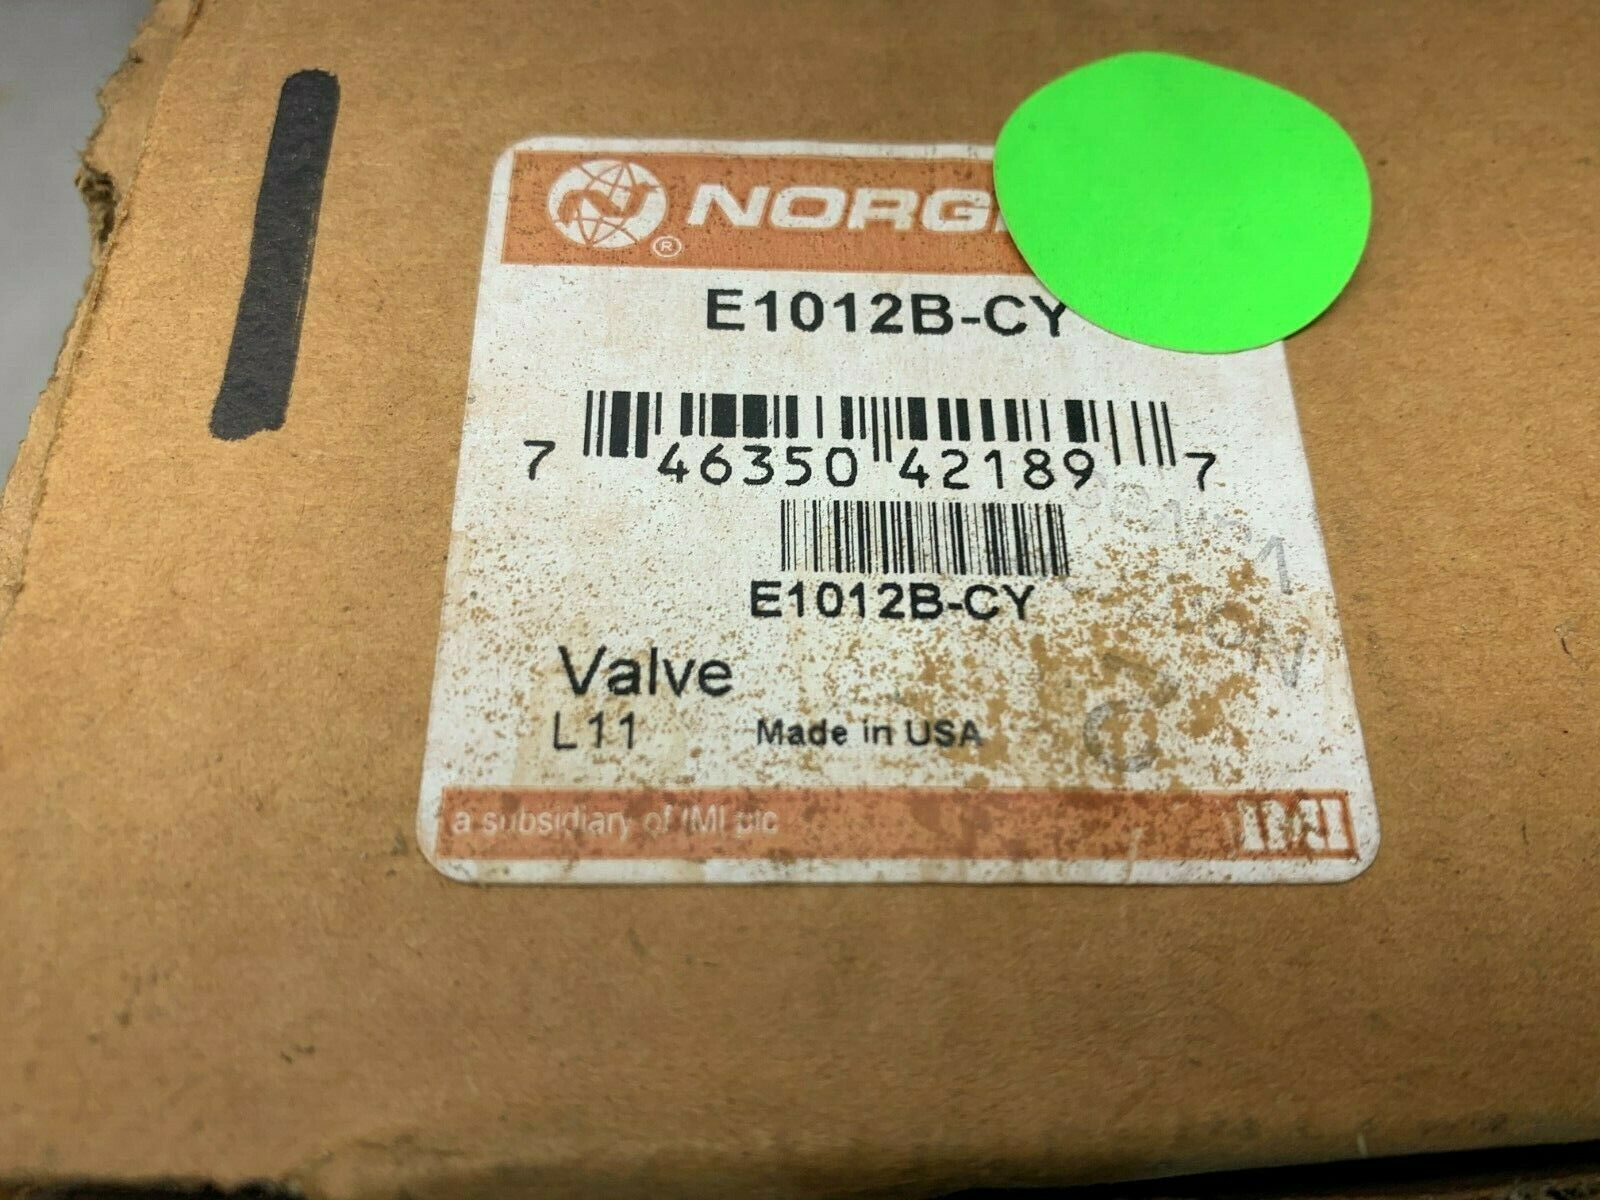 NORG
E1012B-CY
7 46350 42189 7
E1012B-CY
Valve
L11 Made in USA
a subsidiary of IMI plc
IMI